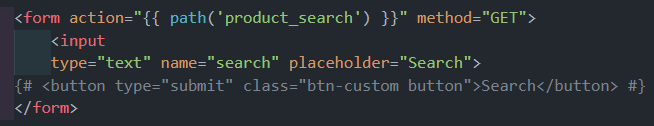 <form action="{{ path('product_search') }}" method="GET">
<input
type="text" name="search" placeholder="Search">
{# <button type="submit" class="btn-custom button">Search</button> #}
</form>